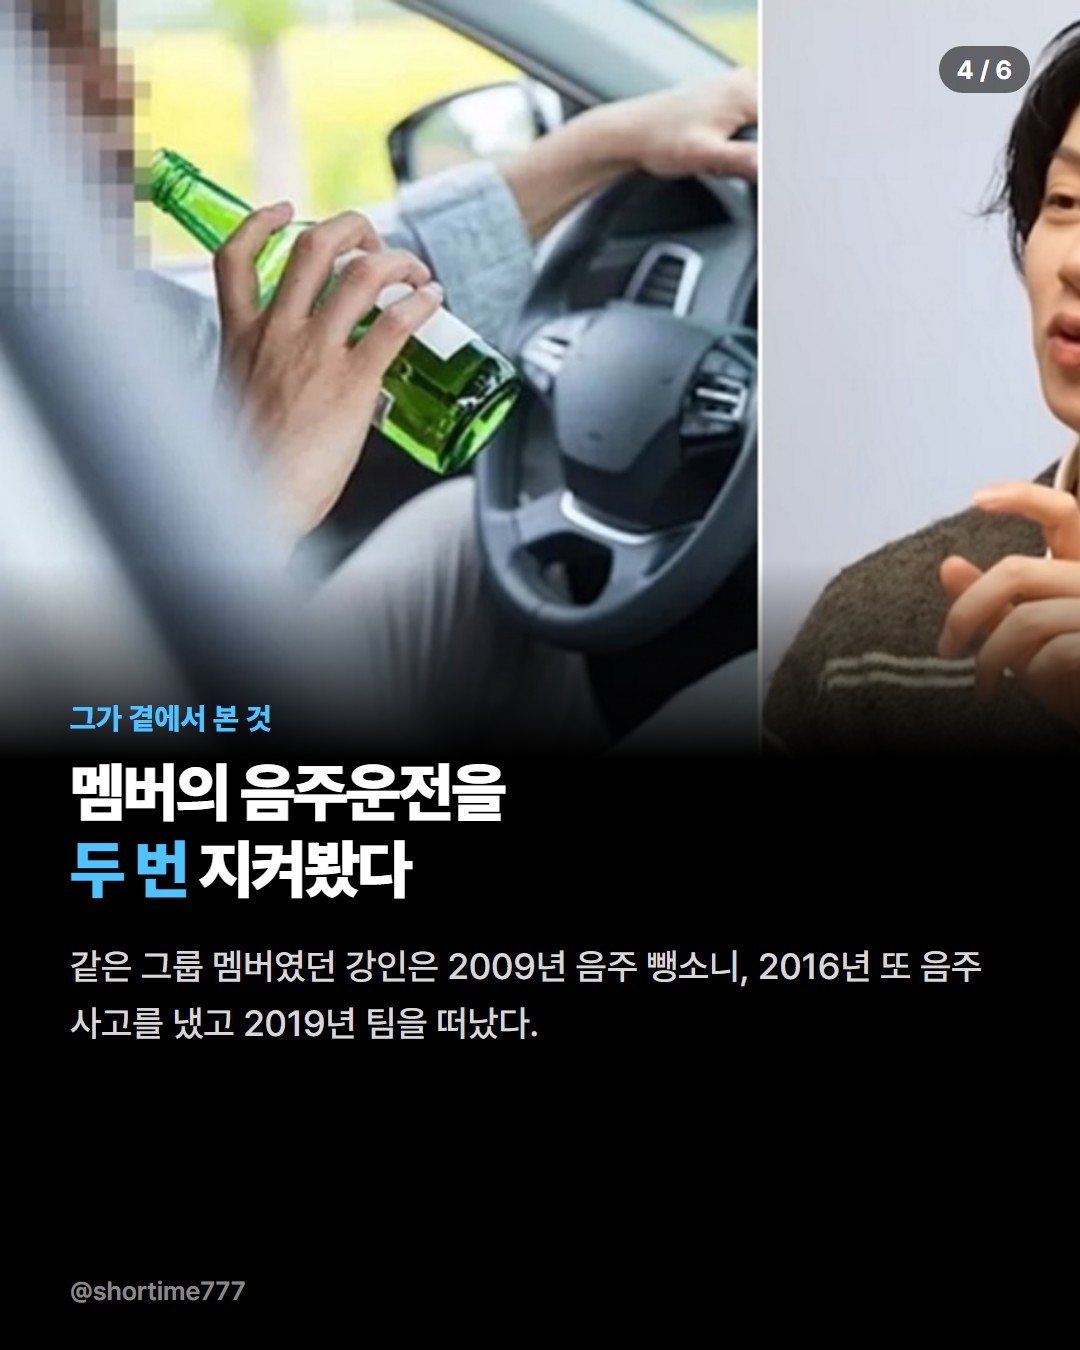 4 / 6
그가 곁에서 본 것
멤버의 음주운전을
두 번 지켜봤다
같은 그룹 멤버였던 강인은 2009년 음주 뺑소니, 2016년 또 음주
사고를 냈고 2019년 팀을 떠났다.
@shortime777